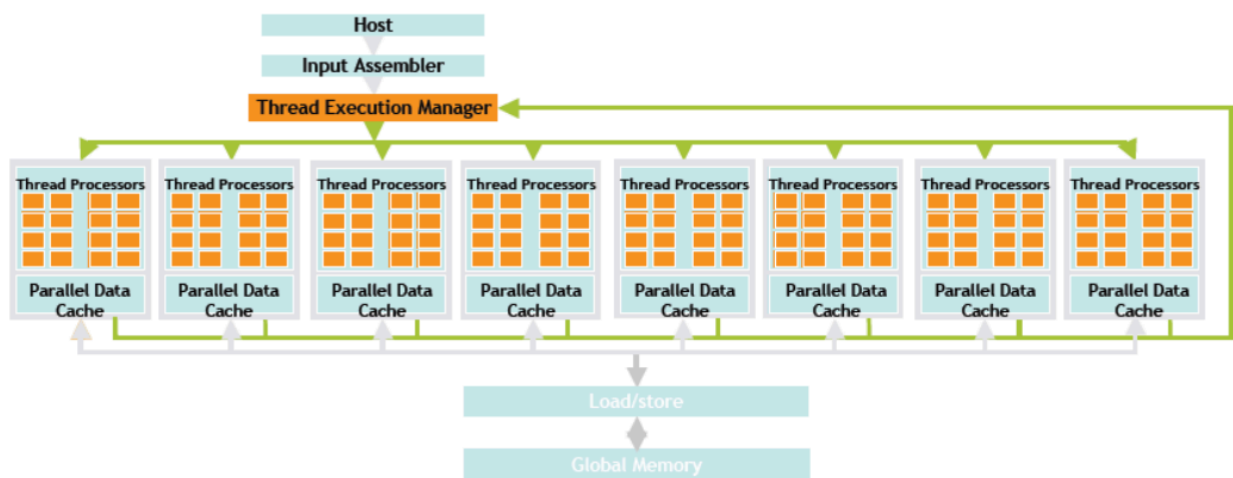 Host
Input Assembler
Thread Execution Manager
Thread Processors
Thread Processors
Thread Processors
Thread Processors
Thread Processors
Thread Processors
Thread Processors
Thread Processors
Parallel Data
Cache
Parallel Data
Cache
Parallel Data
Cache
Parallel Data
Cache
Parallel Data
Cache
Parallel Data
Cache
Parallel Data
Cache
Parallel Data
Cache
Load/store
Global Memory